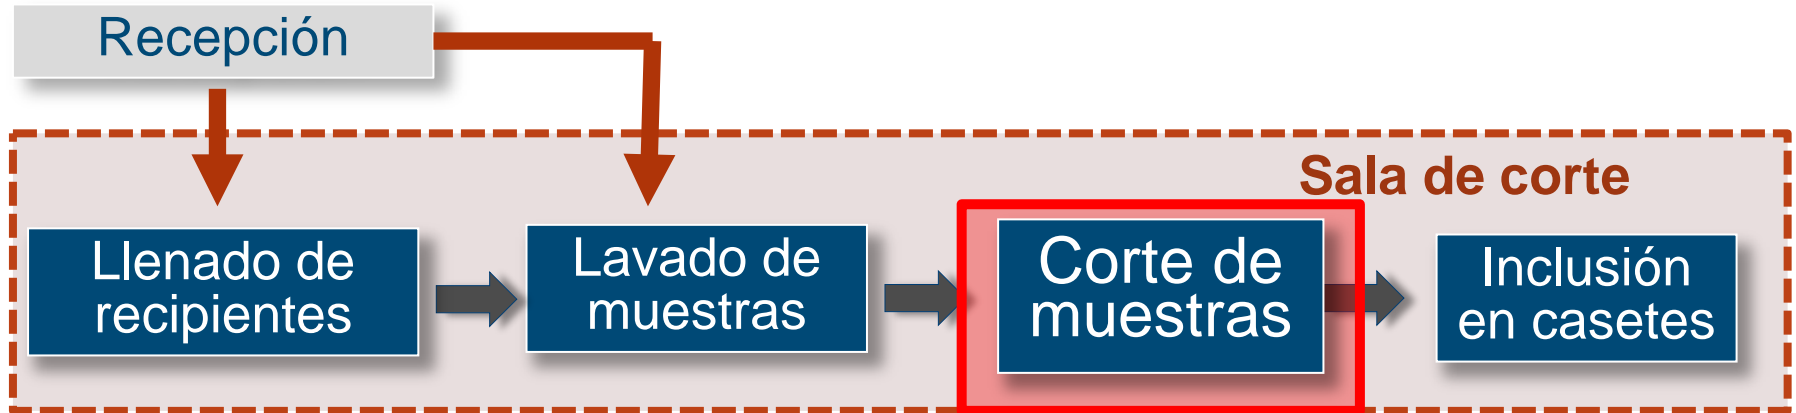 Recepción
Sala de corte
Llenado de
recipientes
Lavado de
muestras
Corte de
muestras
Inclusión
en casetes